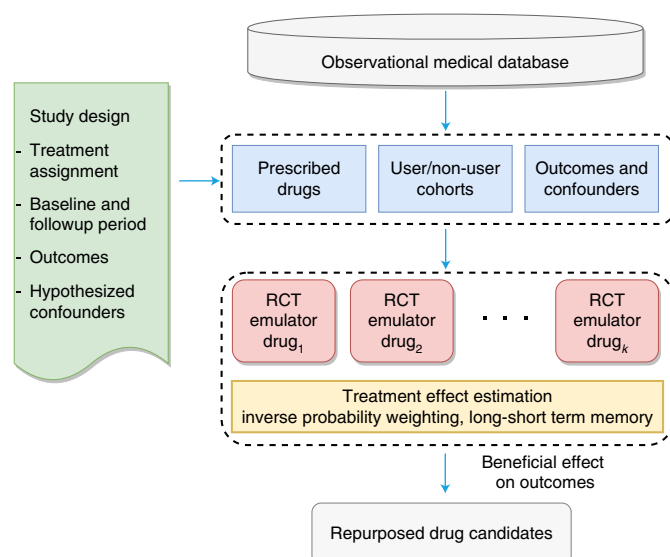 Observational medical database
Study design
- Treatment
assignment
- Baseline and
followup period
- Outcomes
- Hypothesized
confounders
Prescribed
drugs
User/non-user
cohorts
Outcomes and
confounders
RCT
emulator
drug1
RCT
emulator
drug2
. . .
RCT
emulator
drugk
Treatment effect estimation
inverse probability weighting, long-short term memory
Beneficial effect
on outcomes
Repurposed drug candidates